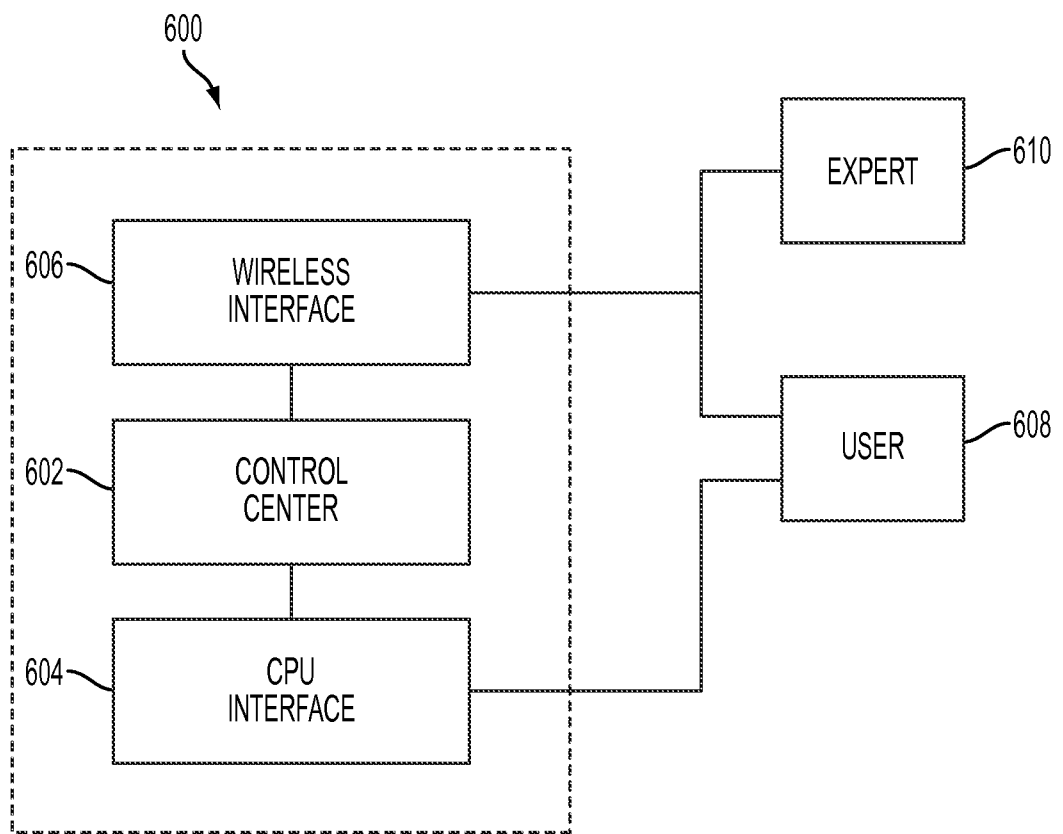 600
EXPERT
610
606
WIRELESS
INTERFACE
USER
608
602
CONTROL
CENTER
604
CPU
INTERFACE